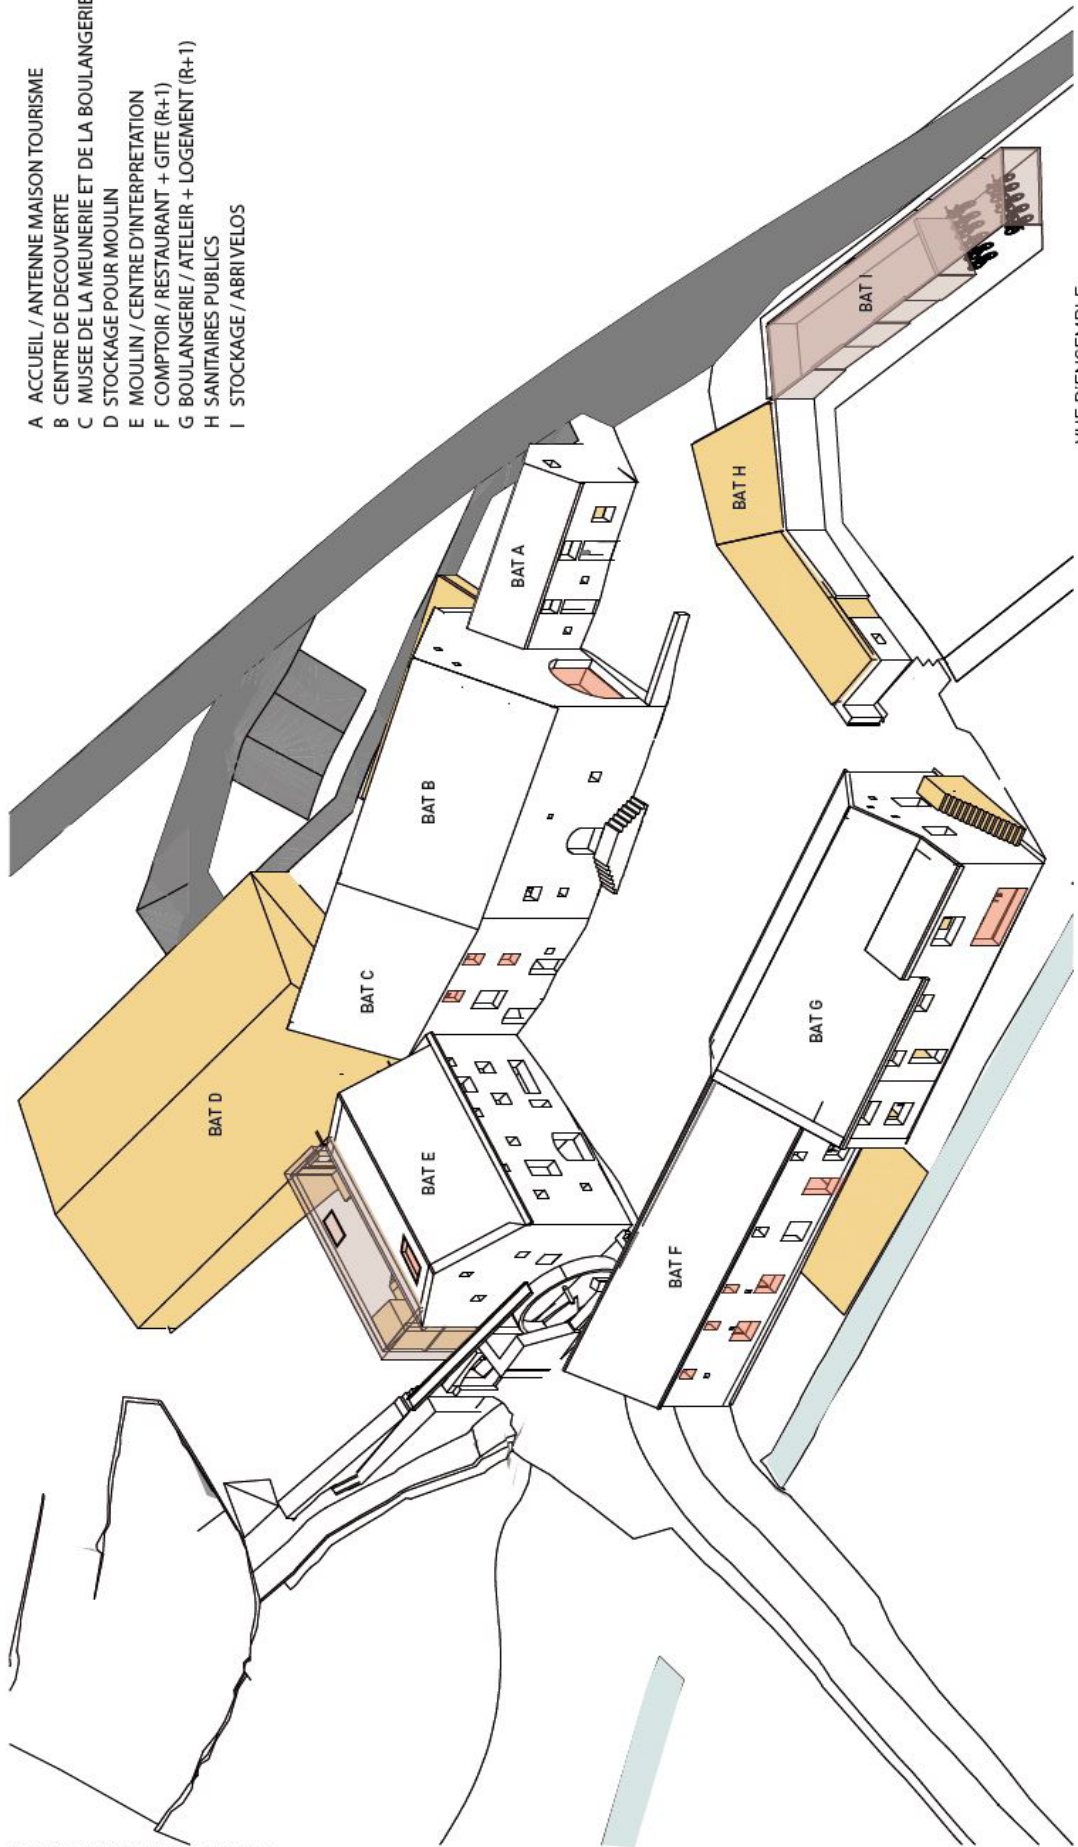 A ACCUEIL / ANTENNE MAISON TOURISME
B CENTRE DE DECOUVERTE
C MUSEE DE LA MEUNERIE ET DE LA BOULANGERIE
D STOCKAGE POUR MOULIN
E MOULIN / CENTRE D'INTERPRETATION
F COMPTOIR / RESTAURANT + GITE (R+1)
G BOULANGERIE / ATELEIR + LOGEMENT (R+1)
H SANITAIRES PUBLICS
I STOCKAGE / ABRI VELOS
BAT D
BAT C
BAT B
BAT A
BAT E
BAT F
BAT G
BAT H
BAT I
VUE D'ENSEMBLE